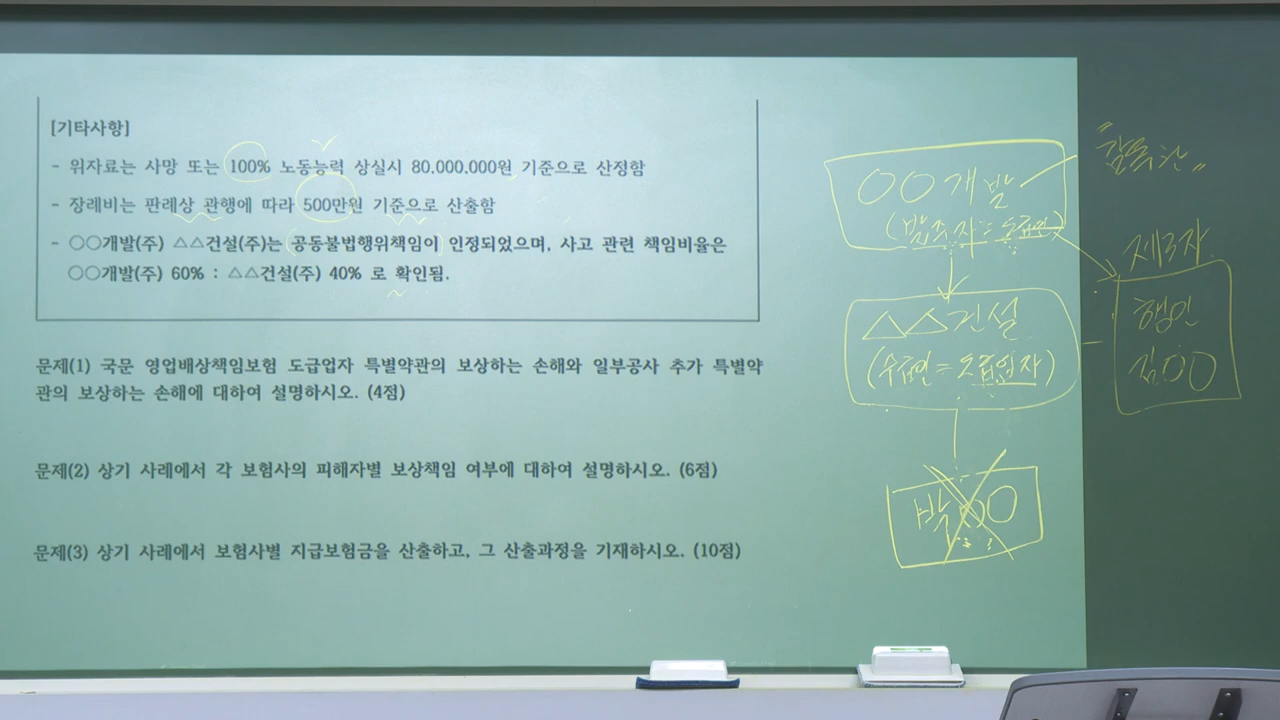 [기타사항]
- 위자료는 사망 또는 100% 노동능력 상실시 80.000.000원 기준으로 산정함
- 장례비는 판례상 관행에 따라 500만원 기준으로 산출함
- ○○개발(주) △△건설(주)는 공동불법행위책임이 인정되었으며, 사고 관련 책임비율은
○○개발(주) 60% : △△건설(주) 40% 로 확인됨.
문제(1) 국문 영업배상책임보험 도급업자 특별약관의 보상하는 손해와 일부공사 추가 특별약
관의 보상하는 손해에 대하여 설명하시오. (4점)
문제(2) 상기 사례에서 각 보험사의 피해자별 보상책임 여부에 대하여 설명하시오. (6점)
문제(3) 상기 사례에서 보험사별 지급보험금을 산출하고, 그 산출과정을 기재하시오. (10점)
○○개발
(발주자=도급인)
△△건설
(수급인=도급업자)
박○○
제3자
행인
김○○